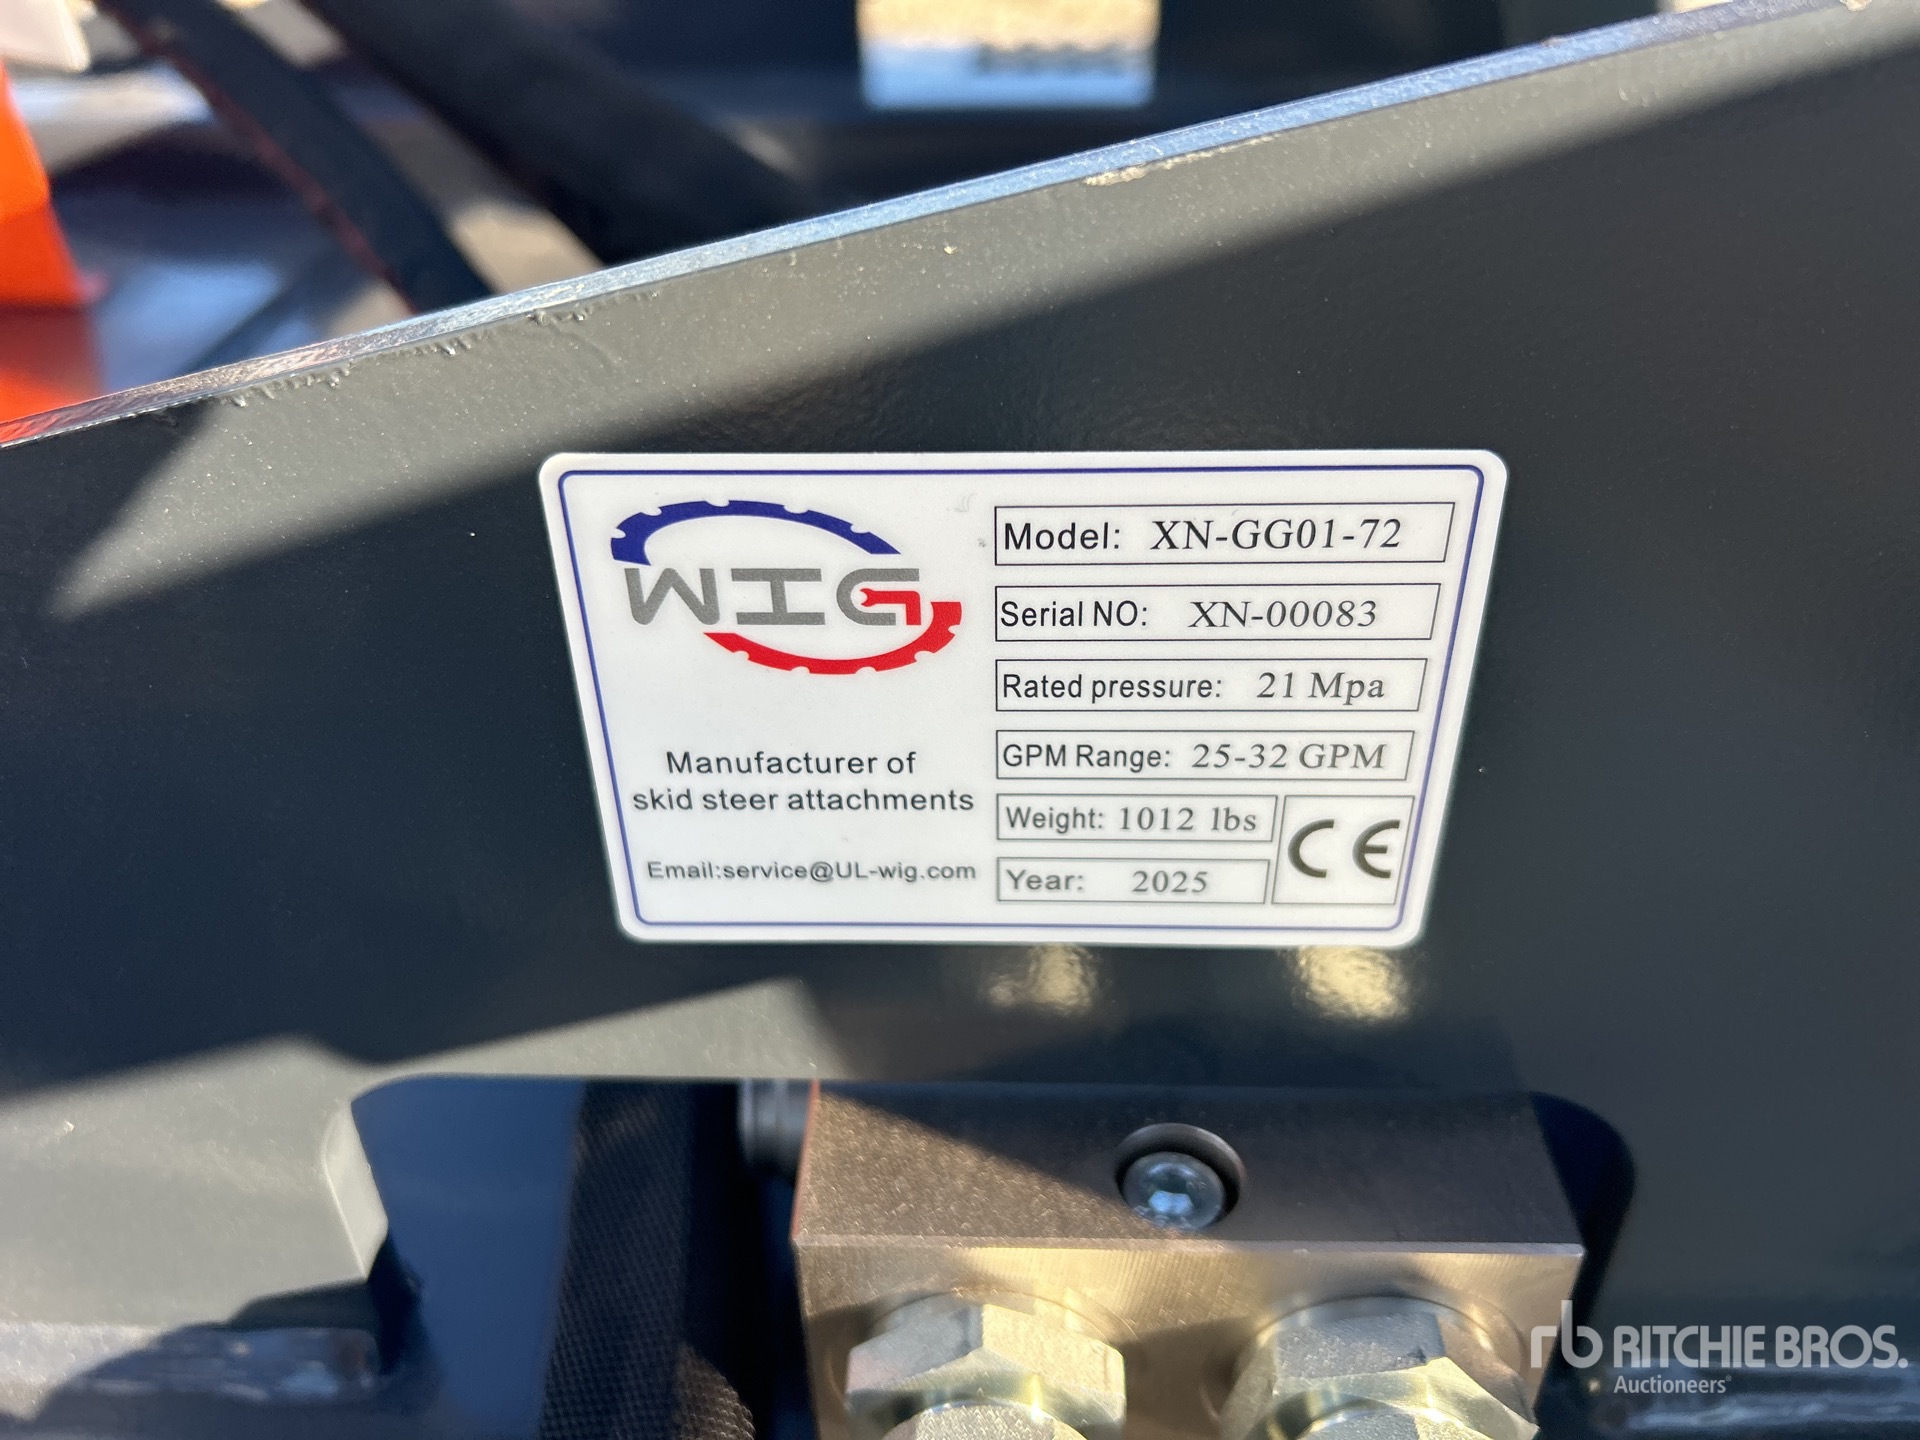 WIG
Manufacturer of
skid steer attachments
Email:service@UL-wig.com
Model: XN-GG01-72
Serial NO: XN-00083
Rated pressure: 21 Mpa
GPM Range: 25-32 GPM
Weight: 1012 lbs
Year: 2025
CE
rb RITCHIE BROS.
Auctioneers